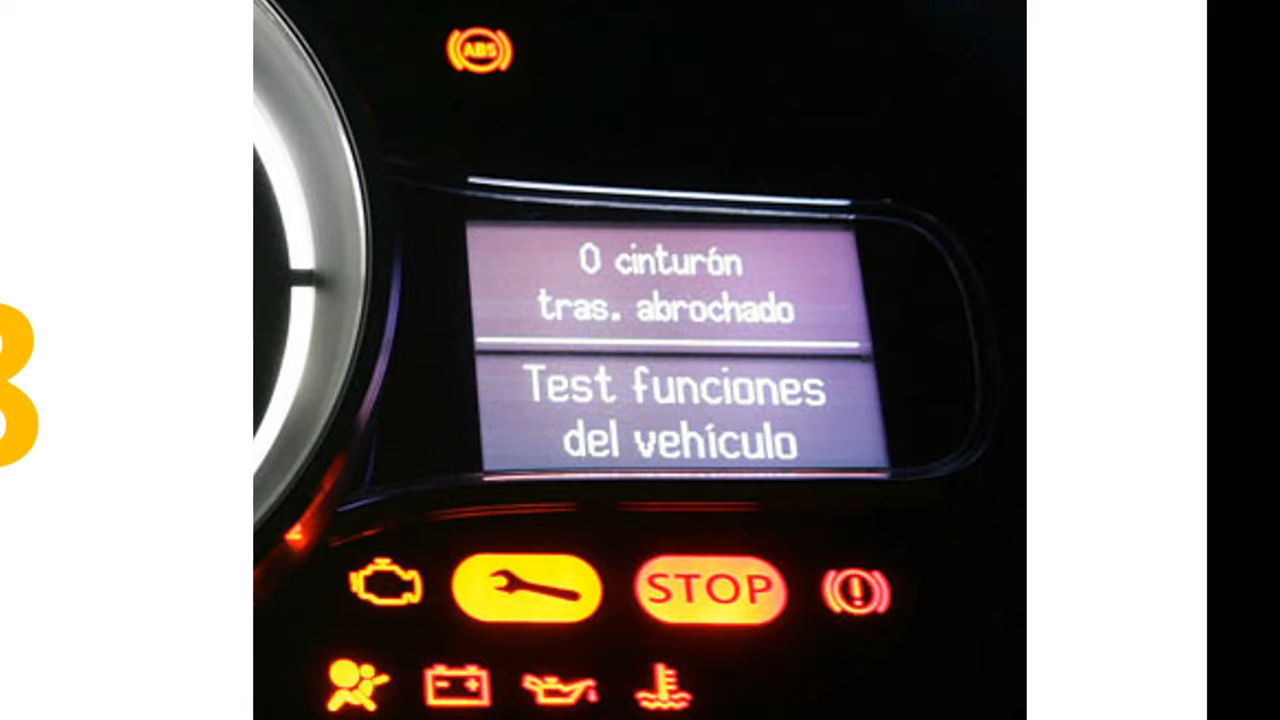 ABS
0 cinturón
tras. abrochado
Test funciones
del vehículo
STOP